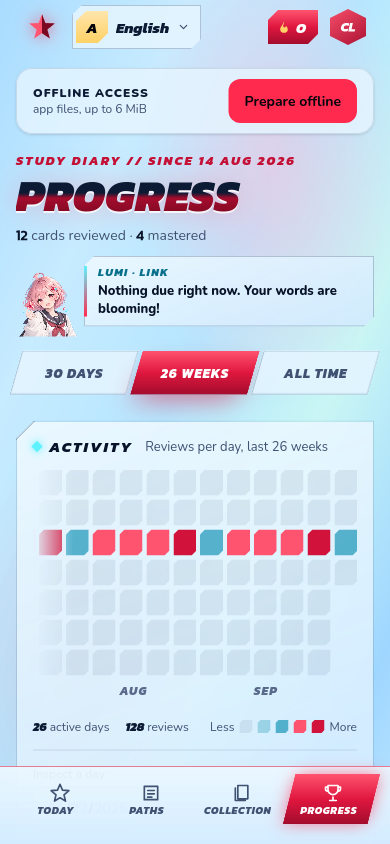 A English 0 CL
OFFLINE ACCESS
app files, up to 6 MiB
Prepare offline
STUDY DIARY // SINCE 14 AUG 2026
PROGRESS
12 cards reviewed · 4 mastered
LUMI · LINK
Nothing due right now. Your words are
blooming!
30 DAYS 26 WEEKS ALL TIME
ACTIVITY Reviews per day, last 26 weeks
AUG SEP
26 active days 128 reviews Less More
Inspect a day
TODAY PATHS COLLECTION PROGRESS